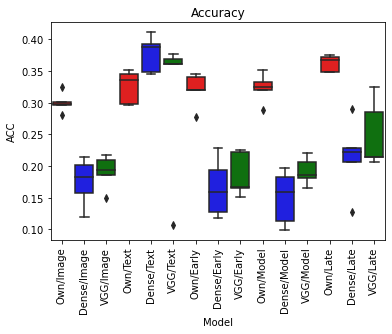 Accuracy
ACC
0.40
0.35
0.30
0.25
0.20
0.15
0.10
Own/Image
Dense/Image
VGG/Image
Own/Text
Dense/Text
VGG/Text
Own/Early
Dense/Early
VGG/Early
Own/Model
Dense/Model
VGG/Model
Own/Late
Dense/Late
VGG/Late
Model